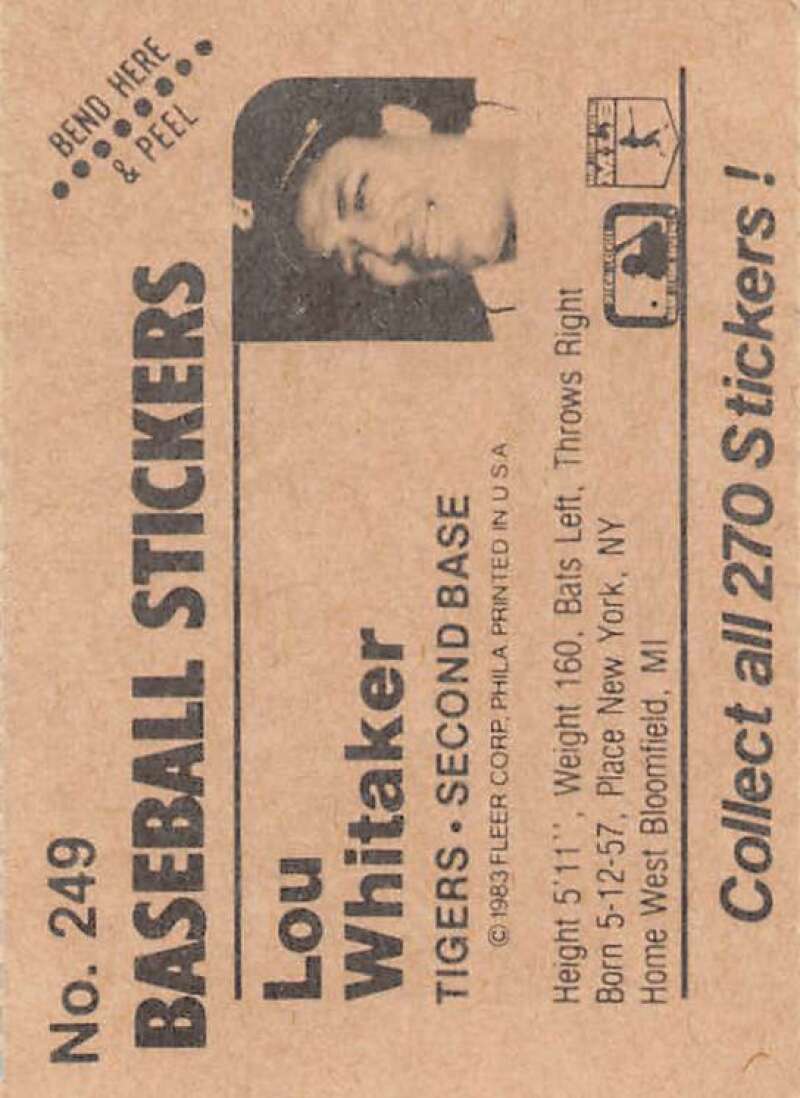 No. 249
BEND HERE
& PEEL
BASEBALL STICKERS
Lou
Whitaker
TIGERS • SECOND BASE
© 1983 FLEER CORP. PHILA PRINTED IN U S A
Height 5'11'', Weight 160, Bats Left, Throws Right
Born 5-12-57, Place New York, NY
Home West Bloomfield, MI
Collect all 270 Stickers !